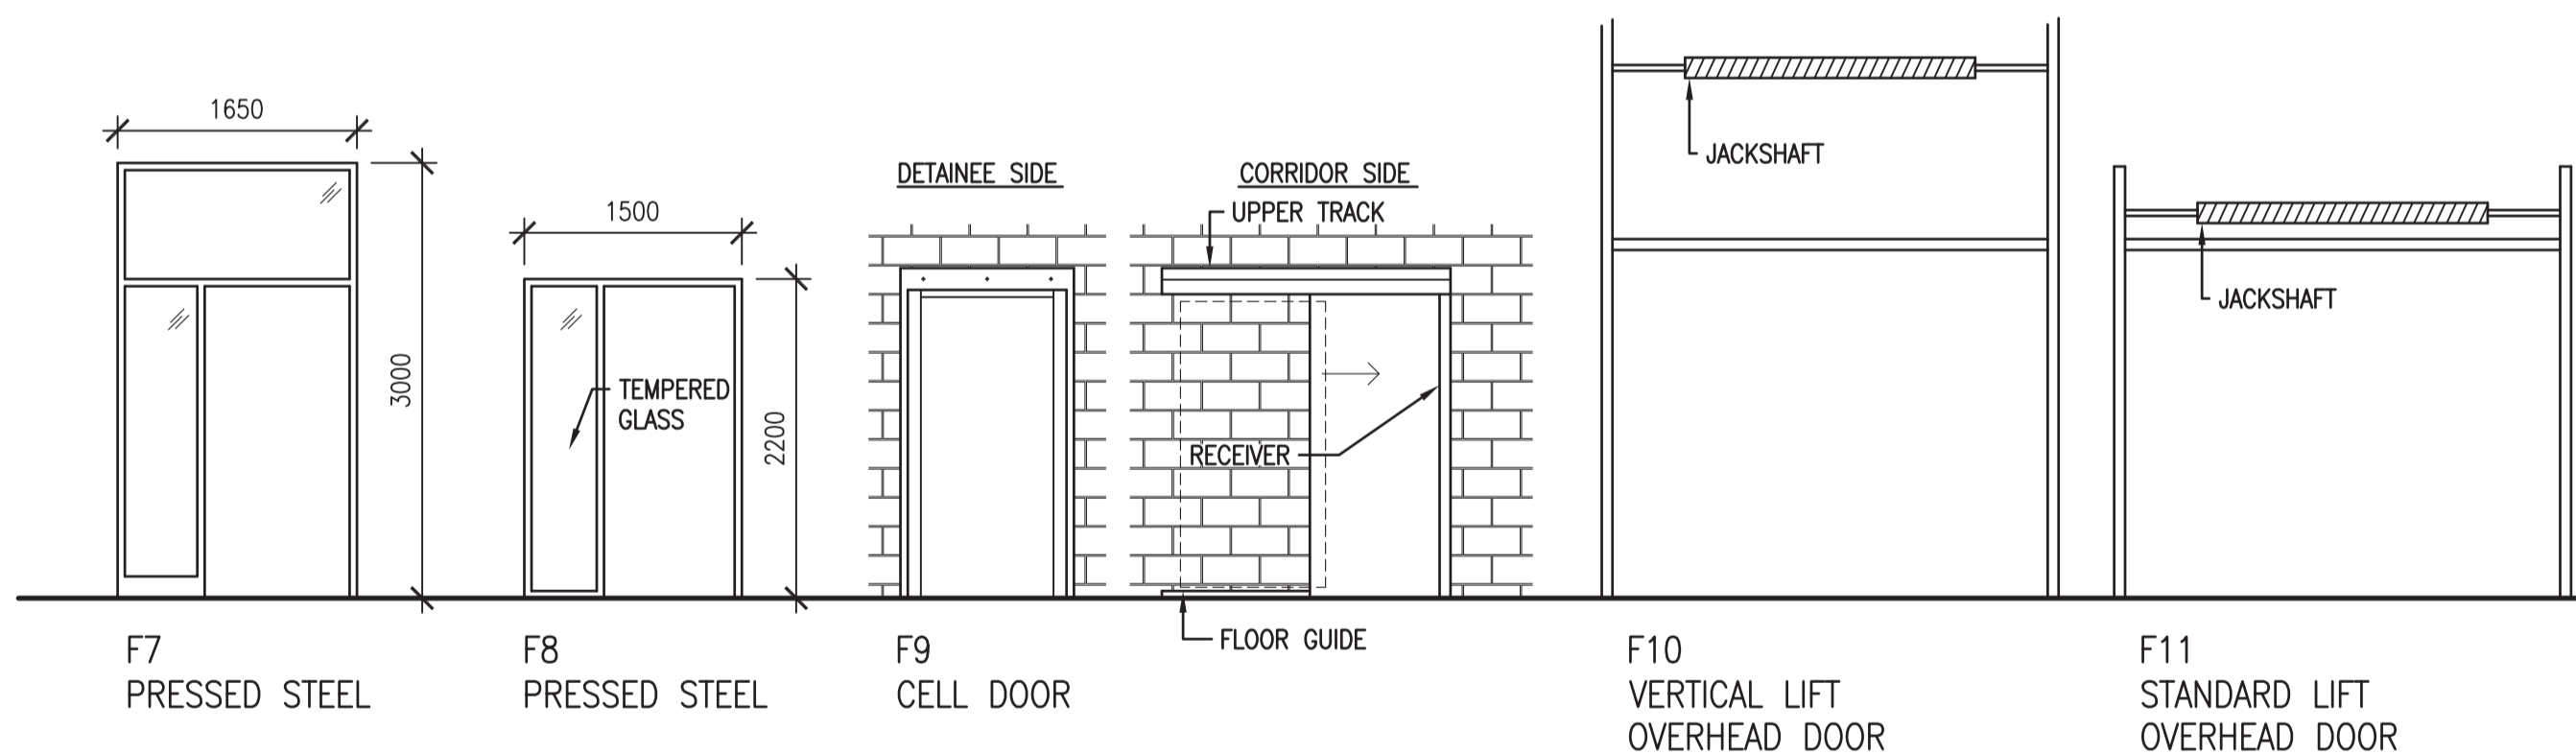 1650
3000
1500
TEMPERED
GLASS
2200
DETAINEE SIDE
CORRIDOR SIDE
UPPER TRACK
RECEIVER
FLOOR GUIDE
JACKSHAFT
JACKSHAFT
F7
PRESSED STEEL
F8
PRESSED STEEL
F9
CELL DOOR
F10
VERTICAL LIFT
OVERHEAD DOOR
F11
STANDARD LIFT
OVERHEAD DOOR